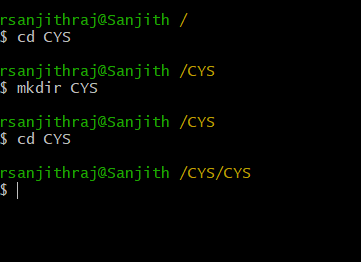 rsanjithraj@Sanjith /
$ cd CYS
rsanjithraj@Sanjith /CYS
$ mkdir CYS
rsanjithraj@Sanjith /CYS
$ cd CYS
rsanjithraj@Sanjith /CYS/CYS
$